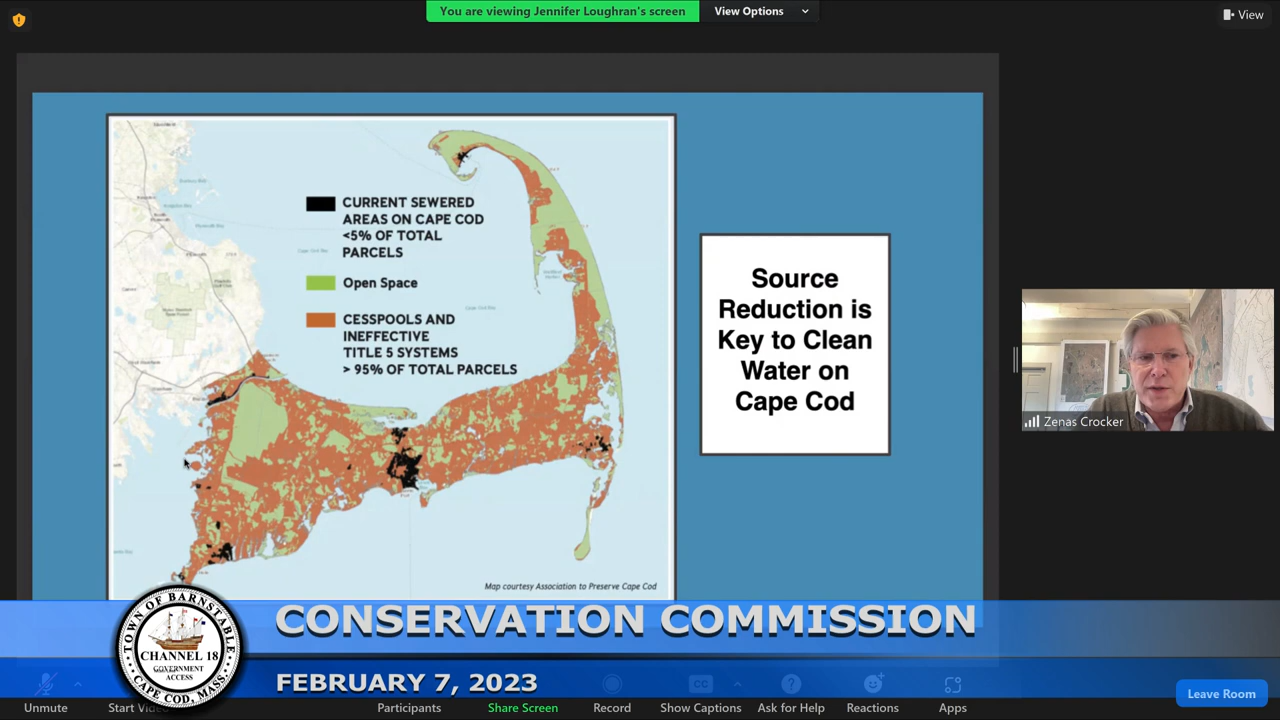 You are viewing Jennifer Loughran's screen
View Options
View
CURRENT SEWERED
AREAS ON CAPE COD
<5% OF TOTAL
PARCELS
Open Space
CESSPOOLS AND
INEFFECTIVE
TITLE 5 SYSTEMS
> 95% OF TOTAL PARCELS
Map courtesy Association to Preserve Cape Cod
Source
Reduction is
Key to Clean
Water on
Cape Cod
Zenas Crocker
CONSERVATION COMMISSION
FEBRUARY 7, 2023
TOWN OF BARNSTABLE
CHANNEL 18
GOVERNMENT
ACCESS
CAPE COD, MASS.
Unmute
Start Video
Participants
Share Screen
Record
CC
Show Captions
Ask for Help
Reactions
Apps
Leave Room